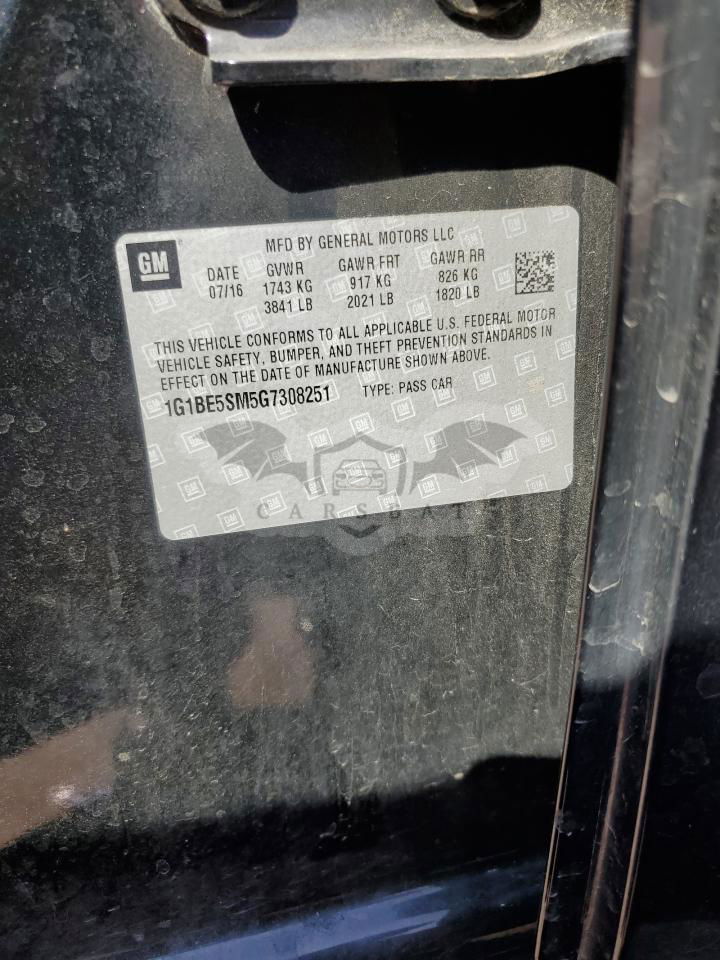 GM
MFD BY GENERAL MOTORS LLC
DATE GVWR GAWR FRT GAWR RR
07/16 1743 KG 917 KG 826 KG
3841 LB 2021 LB 1820 LB
THIS VEHICLE CONFORMS TO ALL APPLICABLE U.S. FEDERAL MOTOR
VEHICLE SAFETY, BUMPER, AND THEFT PREVENTION STANDARDS IN
EFFECT ON THE DATE OF MANUFACTURE SHOWN ABOVE.
1G1BE5SM5G7308251 TYPE: PASS CAR